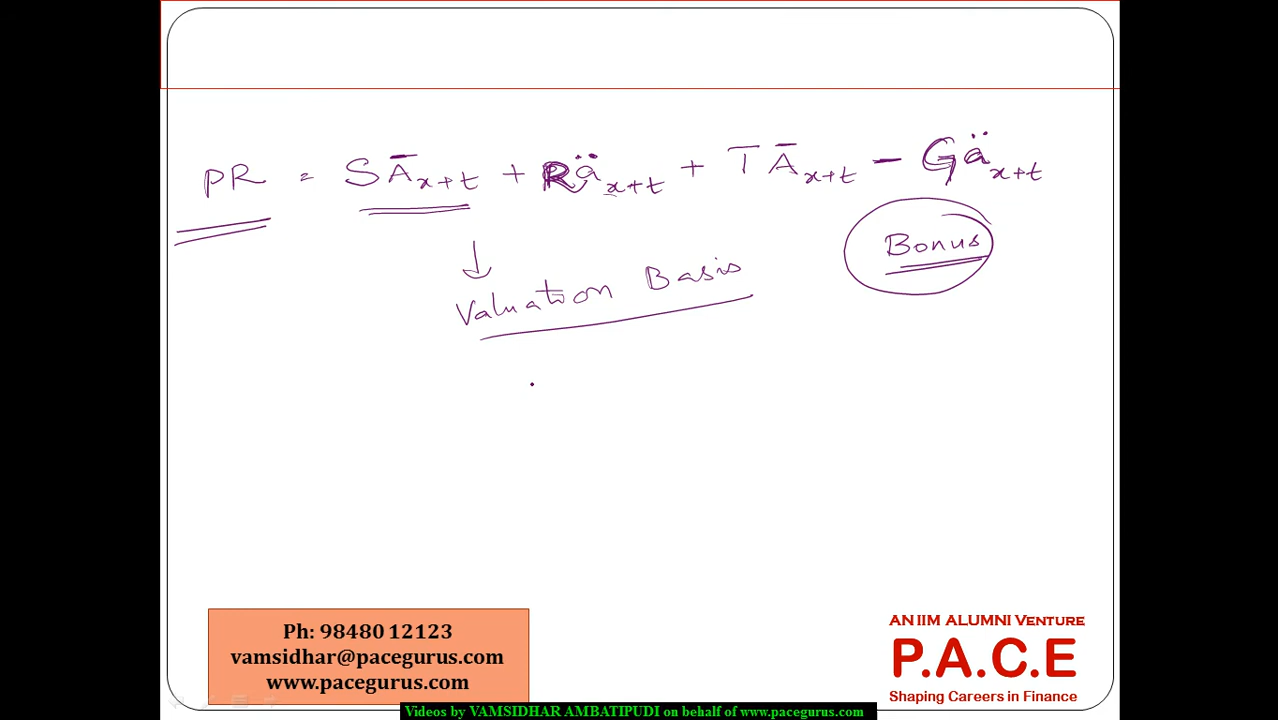 PR = SĀx+t + Räx+t + TĀx+t - Gäx+t
Bonus
Valuation Basis
Ph: 98480 12123
vamsidhar@pacegurus.com
www.pacegurus.com
AN IIM ALUMNI VENTURE
P.A.C.E
Shaping Careers in Finance
Videos by VAMSIDHAR AMBATIPUDI on behalf of www.pacegurus.com